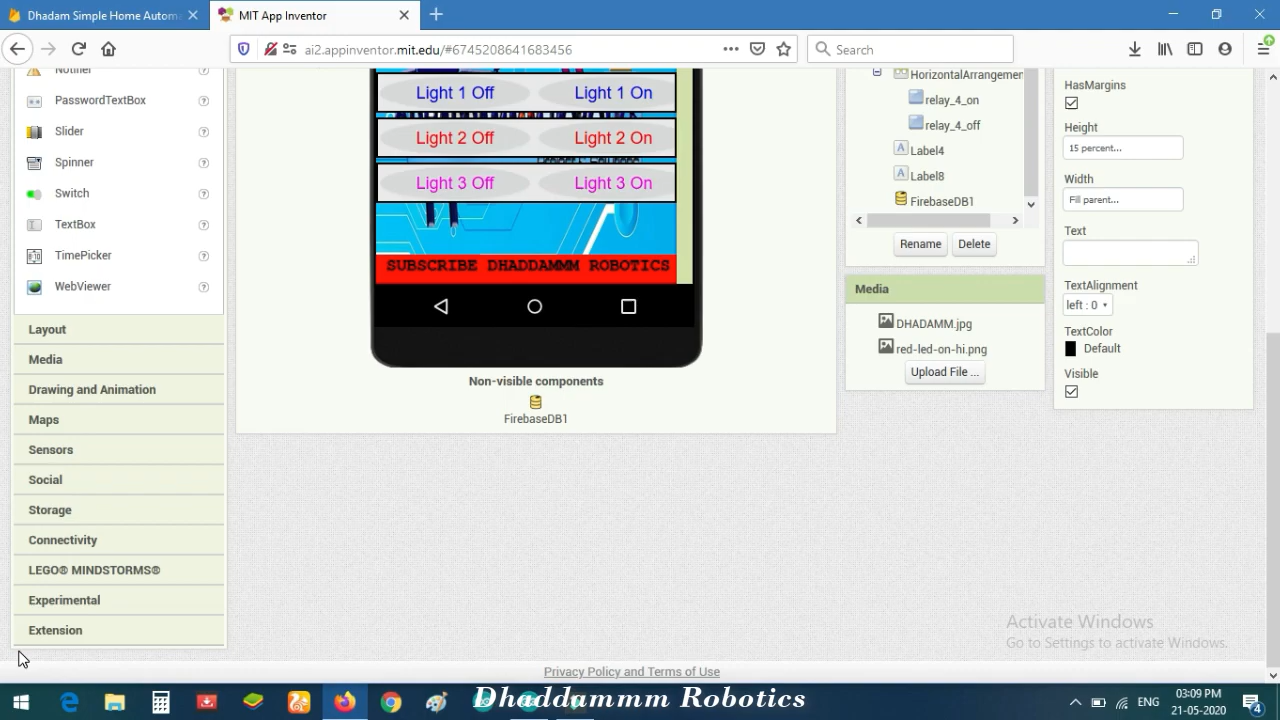 Dhadam Simple Home Autom
MIT App Inventor
ai2.appinventor.mit.edu/#6745208641683456
Search
Notifier
PasswordTextBox
Slider
Spinner
Switch
TextBox
TimePicker
WebViewer
Layout
Media
Drawing and Animation
Maps
Sensors
Social
Storage
Connectivity
LEGO® MINDSTORMS®
Experimental
Extension
Light 1 Off Light 1 On
Light 2 Off Light 2 On
Light 3 Off Light 3 On
SUBSCRIBE DHADDAMMM ROBOTICS
Non-visible components
FirebaseDB1
HorizontalArrangemen
relay_4_on
relay_4_off
Label4
Label8
FirebaseDB1
Rename Delete
Media
DHADAMM.jpg
red-led-on-hi.png
Upload File ...
HasMargins
Height
15 percent...
Width
Fill parent...
Text
TextAlignment
left : 0
TextColor
Default
Visible
Activate Windows
Go to Settings to activate Windows.
Privacy Policy and Terms of Use
Dhaddummm Robotics
ENG
03:09 PM
21-05-2020
4